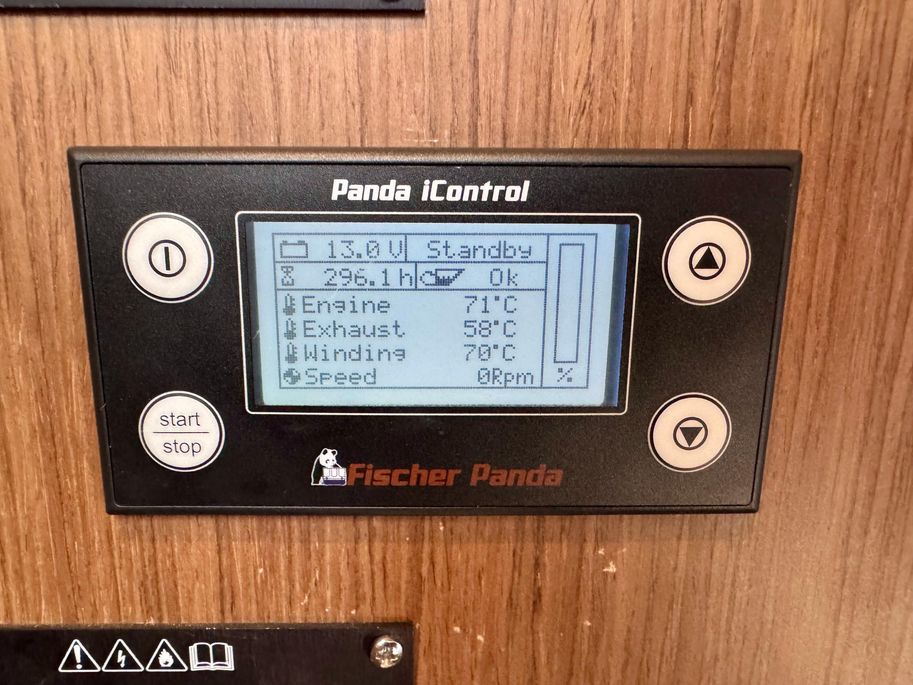 Panda iControl
13.0 V Standby
296.1 h Ok
Engine 71°C
Exhaust 58°C
Winding 70°C
Speed 0Rpm
%
start
stop
Fischer Panda